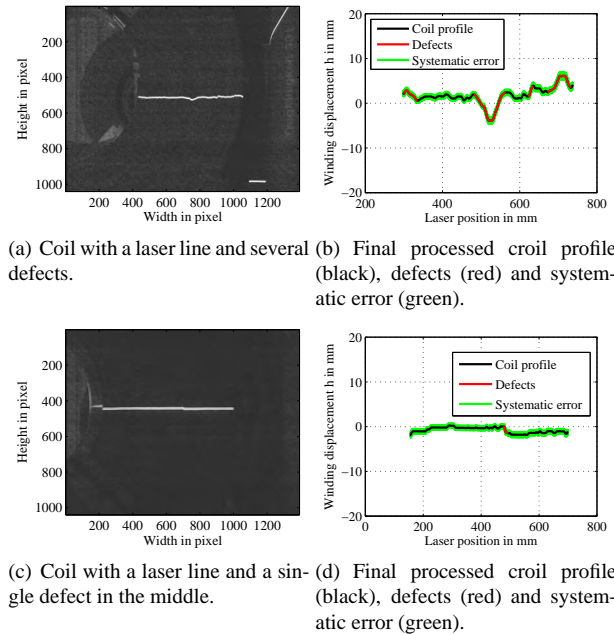 0
200
400
600
800
1000
Height in pixel
200 400 600 800 1000 1200
Width in pixel
20
10
0
−10
−20
Winding displacement h in mm
Coil profile
Defects
Systematic error
200 400 600 800
Laser position in mm
(a) Coil with a laser line and several
defects.
(b) Final processed croil profile
(black), defects (red) and system-
atic error (green).
0
200
400
600
800
1000
Height in pixel
200 400 600 800 1000 1200
Width in pixel
20
10
0
−10
−20
Winding displacement h in mm
Coil profile
Defects
Systematic error
0 200 400 600 800
Laser position in mm
(c) Coil with a laser line and a sin-
gle defect in the middle.
(d) Final processed croil profile
(black), defects (red) and system-
atic error (green).